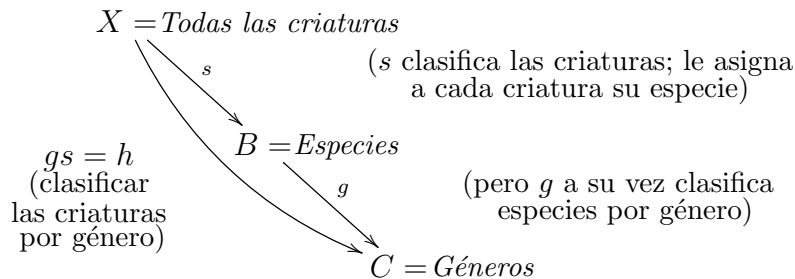 X = Todas las criaturas
(s clasifica las criaturas; le asigna
a cada criatura su especie)
s
B = Especies
gs = h
(clasificar
las criaturas
por género)
g
(pero g a su vez clasifica
especies por género)
C = Géneros